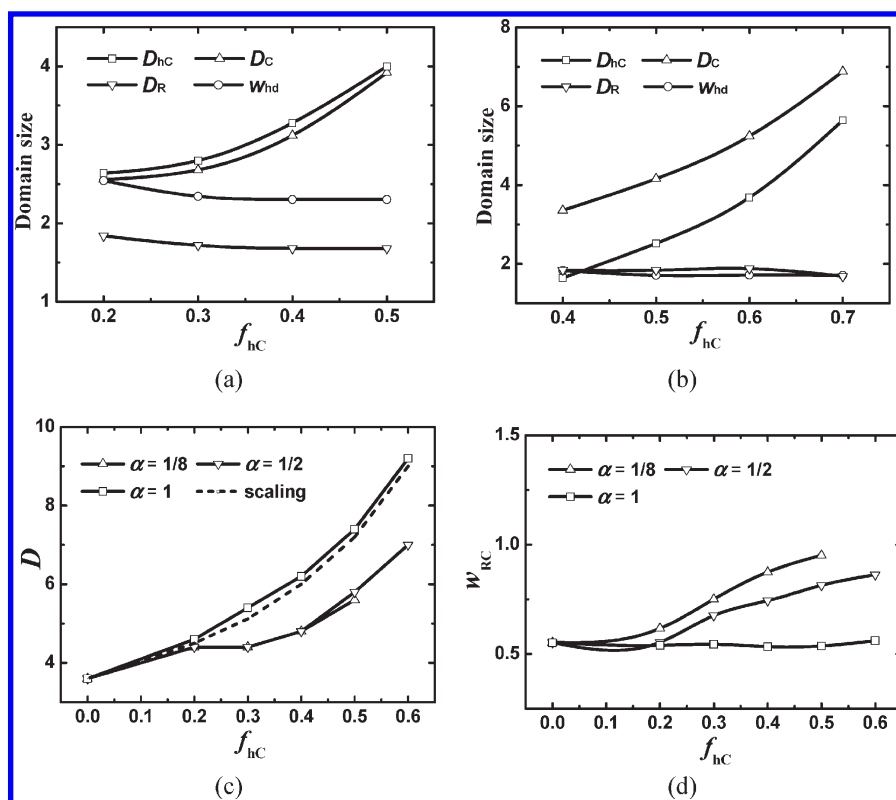 D_hC D_C
D_R w_hd
Domain size
4
3
2
1
0.2 0.3 0.4 0.5
f_hC
(a)
D_hC D_C
D_R w_hd
Domain size
8
6
4
2
0.4 0.5 0.6 0.7
f_hC
(b)
α = 1/8 α = 1/2
α = 1 scaling
D
10
8
6
4
0.0 0.1 0.2 0.3 0.4 0.5 0.6
f_hC
(c)
α = 1/8 α = 1/2
α = 1
w_RC
1.5
1.0
0.5
0.0 0.1 0.2 0.3 0.4 0.5 0.6
f_hC
(d)